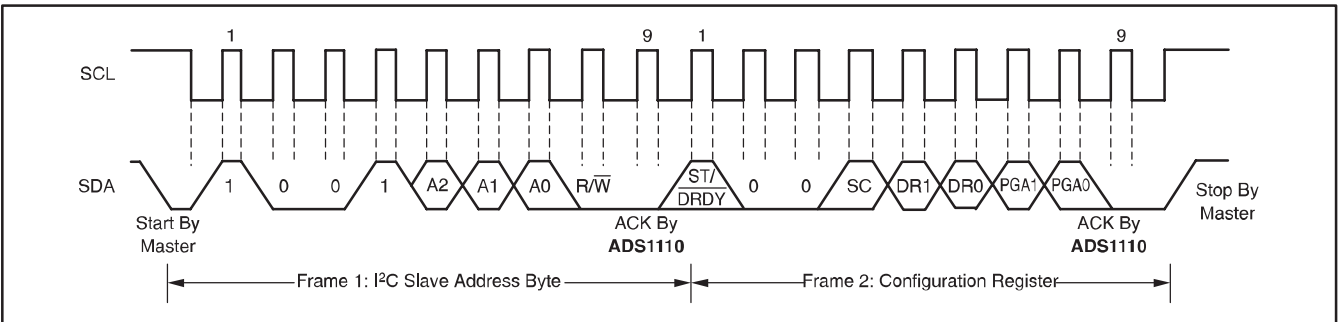 1 9 1 9
SCL
SDA 1 0 0 1 A2 A1 A0 R/W̅ ST/ 0 0 SC DR1 DR0 PGA1 PGA0
D̅R̅D̅Y̅
Start By ACK By ACK By Stop By
Master ADS1110 ADS1110 Master
Frame 1: I²C Slave Address Byte Frame 2: Configuration Register